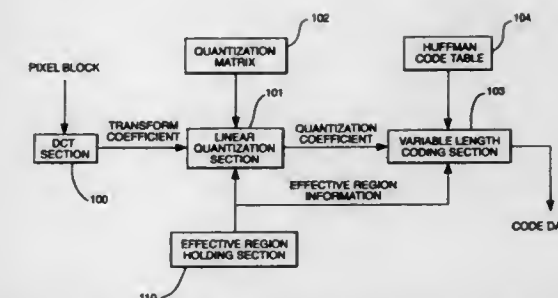 102
104
QUANTIZATION
MATRIX
HUFFMAN
CODE TABLE
PIXEL BLOCK
101
103
TRANSFORM
COEFFICIENT
QUANTIZATION
COEFFICIENT
DCT
SECTION
LINEAR
QUANTIZATION
SECTION
VARIABLE LENGTH
CODING SECTION
100
EFFECTIVE REGION
INFORMATION
CODE DA
EFFECTIVE REGION
HOLDING SECTION
110